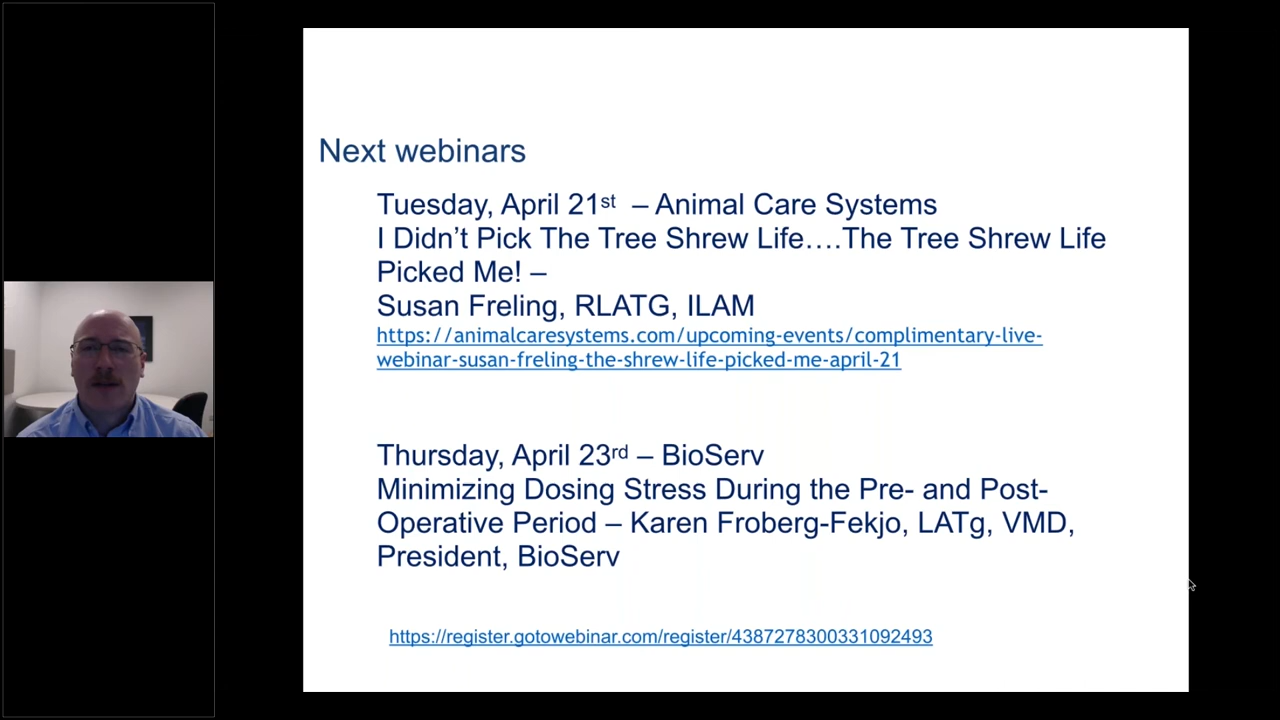 Next webinars
Tuesday, April 21st – Animal Care Systems
I Didn’t Pick The Tree Shrew Life….The Tree Shrew Life
Picked Me! –
Susan Freling, RLATG, ILAM
https://animalcaresystems.com/upcoming-events/complimentary-live-
webinar-susan-freling-the-shrew-life-picked-me-april-21
Thursday, April 23rd – BioServ
Minimizing Dosing Stress During the Pre- and Post-
Operative Period – Karen Froberg-Fekjo, LATg, VMD,
President, BioServ
https://register.gotowebinar.com/register/4387278300331092493